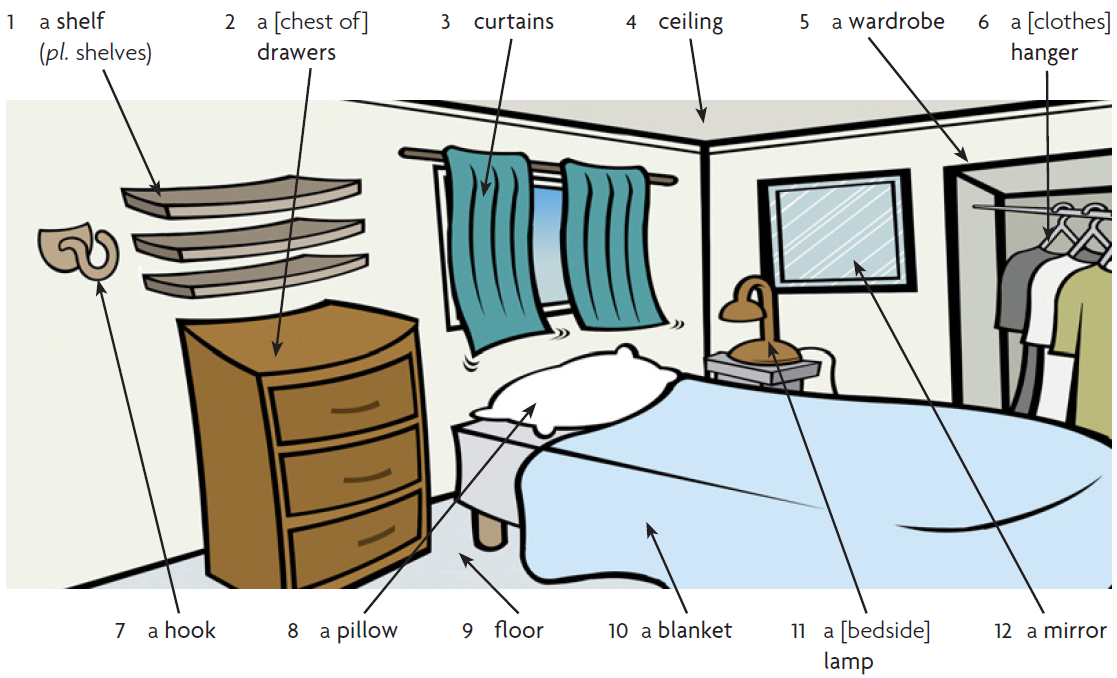 1 a shelf
(pl. shelves)
2 a [chest of]
drawers
3 curtains
4 ceiling
5 a wardrobe
6 a [clothes]
hanger
7 a hook
8 a pillow
9 floor
10 a blanket
11 a [bedside]
lamp
12 a mirror